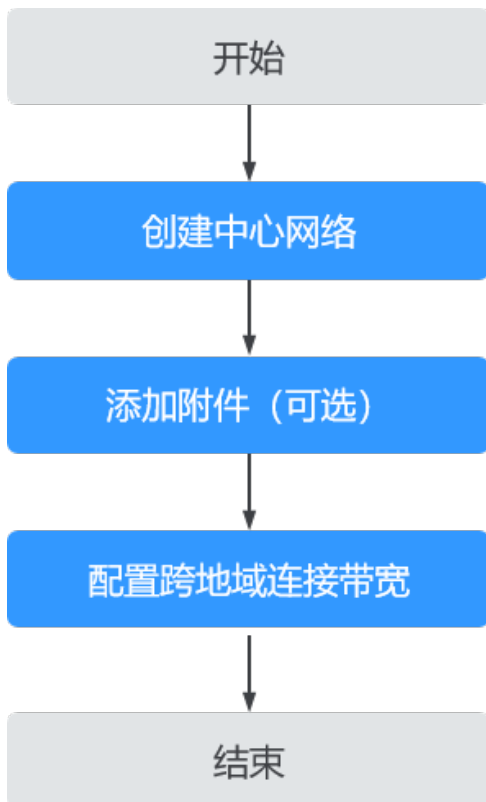 开始
创建中心网络
添加附件（可选）
配置跨地域连接带宽
结束